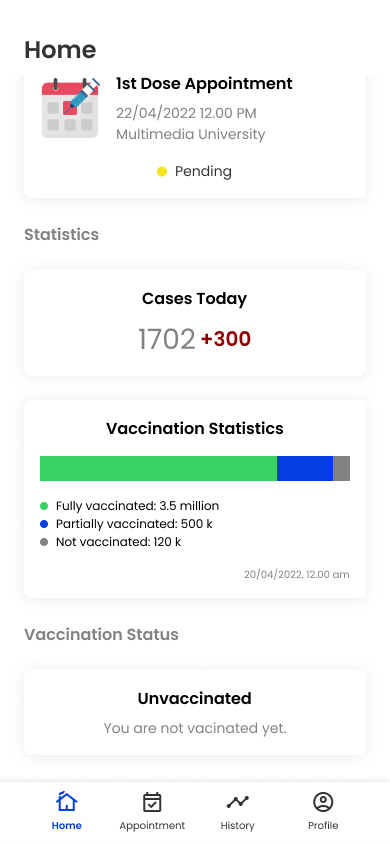 Home
1st Dose Appointment
22/04/2022 12.00 PM
Multimedia University
Pending
Statistics
Cases Today
1702 +300
Vaccination Statistics
Fully vaccinated: 3.5 million
Partially vaccinated: 500 k
Not vaccinated: 120 k
20/04/2022, 12.00 am
Vaccination Status
Unvaccinated
You are not vacinated yet.
Home Appointment History Profile